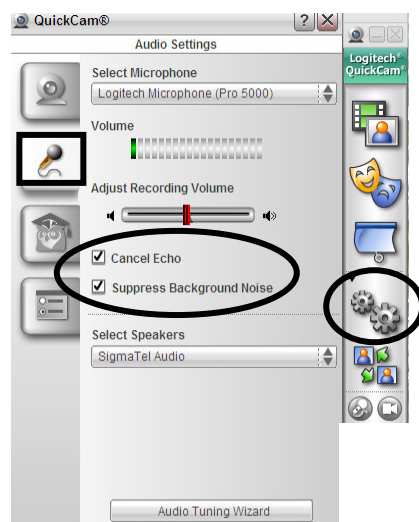 QuickCam®
Audio Settings
Select Microphone
Logitech Microphone (Pro 5000)
Volume
Adjust Recording Volume
Cancel Echo
Suppress Background Noise
Select Speakers
SigmaTel Audio
Audio Tuning Wizard
Logitech®
QuickCam®